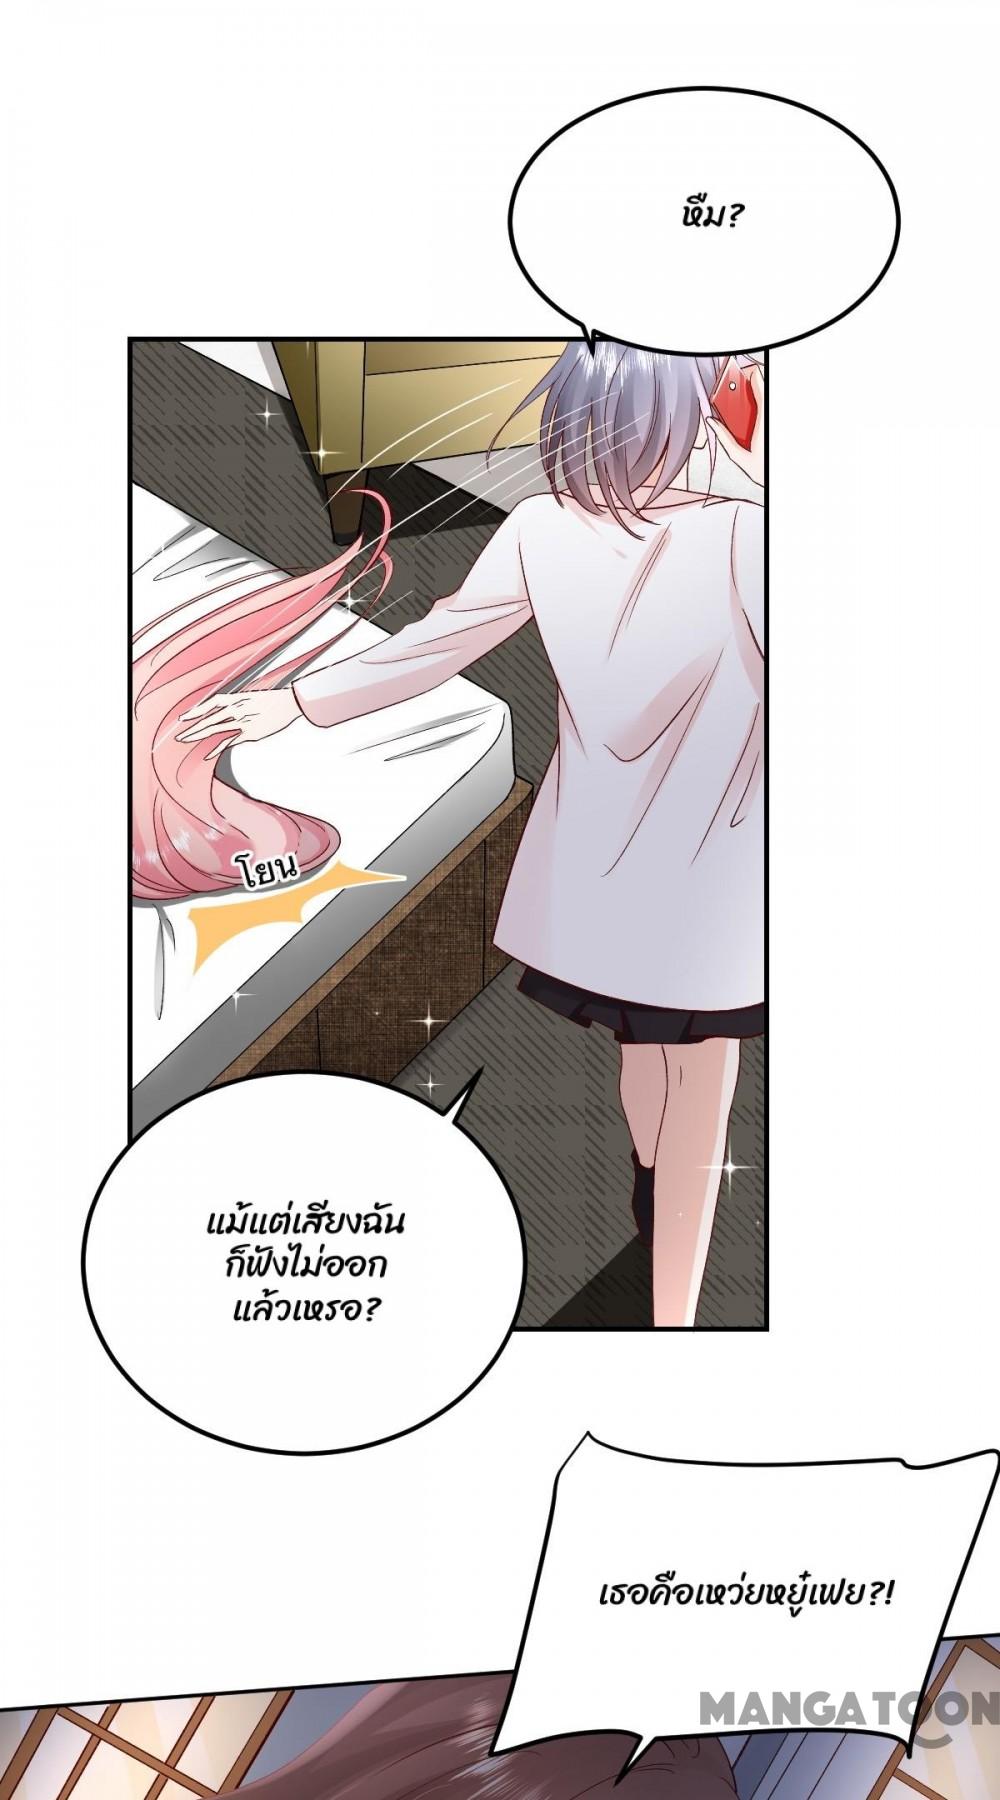 หืม?
โยน
แม้แต่เสียงฉัน
ก็ฟังไม่ออก
แล้วเหรอ?
เธอคือเหว่ยหยู๋เฟย?!
MANGATOON